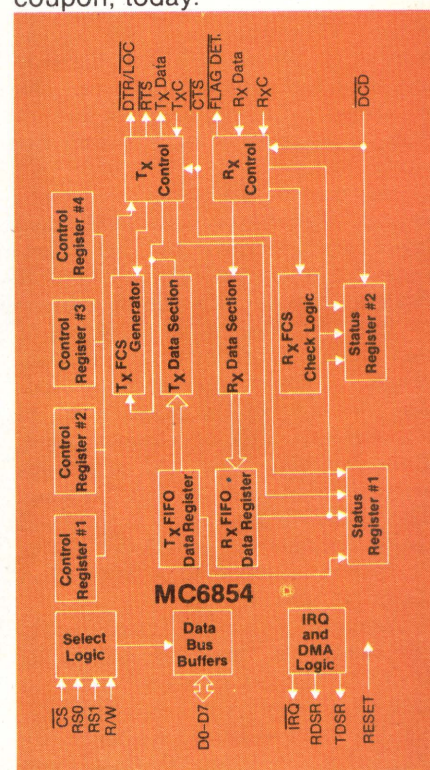 coupon, today.
DTR/LOC
RTS
Tx Data
TxC
CTS
FLAG DET.
Rx Data
RxC
DCD
Tx
Control
Rx
Control
Control
Register #4
Control
Register #3
Control
Register #2
Control
Register #1
Tx FCS
Generator
Tx Data Section
Rx Data Section
Rx FCS
Check Logic
Status
Register #2
Tx FIFO
Data Register
Rx FIFO
Data Register
Status
Register #1
MC6854
Select
Logic
Data
Bus
Buffers
IRQ
and
DMA
Logic
CS
RS0
RS1
R/W
D0-D7
IRQ
RDSR
TDSR
RESET